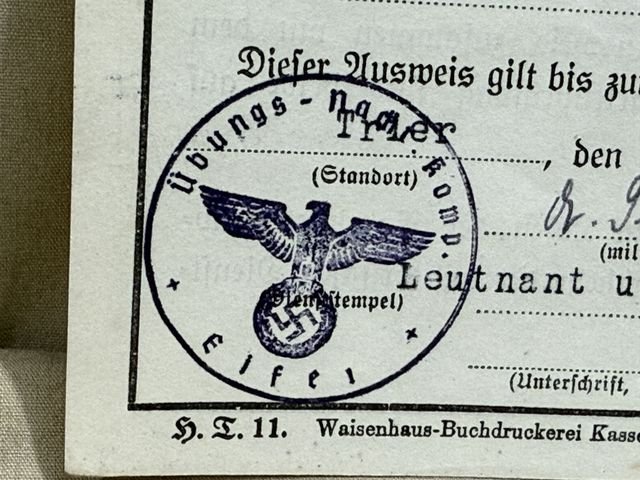 Dieser Ausweis gilt bis zu
Übungs - Nachr. Komp.
Trier
, den
(Standort)
(mil
Leutnant u
(Dienststempel)
Eifel
(Unterschrift,
H. T. 11. Waisenhaus-Buchdruckerei Kasse